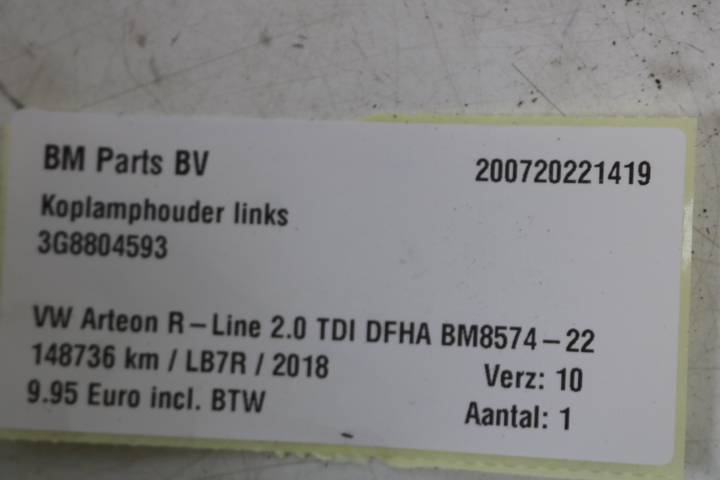 BM Parts BV 200720221419
Koplamphouder links
3G8804593
VW Arteon R-Line 2.0 TDI DFHA BM8574-22
148736 km / LB7R / 2018 Verz: 10
9.95 Euro incl. BTW Aantal: 1